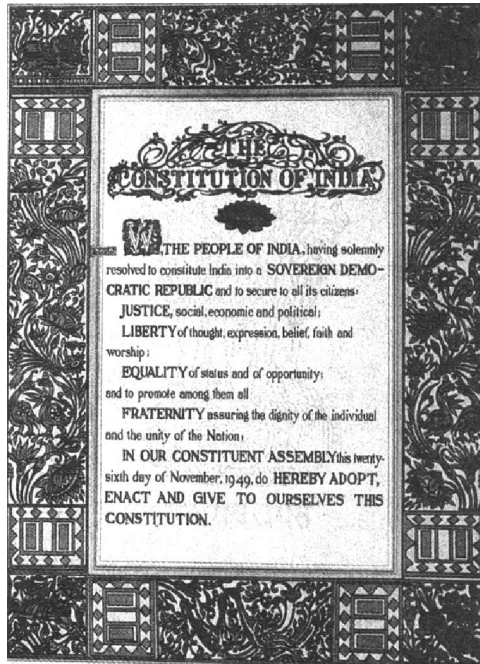 THE
CONSTITUTION OF INDIA
WE, THE PEOPLE OF INDIA, having solemnly
resolved to constitute India into a SOVEREIGN DEMO-
CRATIC REPUBLIC and to secure to all its citizens:
JUSTICE, social, economic and political;
LIBERTY of thought, expression, belief, faith and
worship;
EQUALITY of status and of opportunity;
and to promote among them all
FRATERNITY assuring the dignity of the individual
and the unity of the Nation;
IN OUR CONSTITUENT ASSEMBLY this twenty-
sixth day of November, 1949, do HEREBY ADOPT,
ENACT AND GIVE TO OURSELVES THIS
CONSTITUTION.